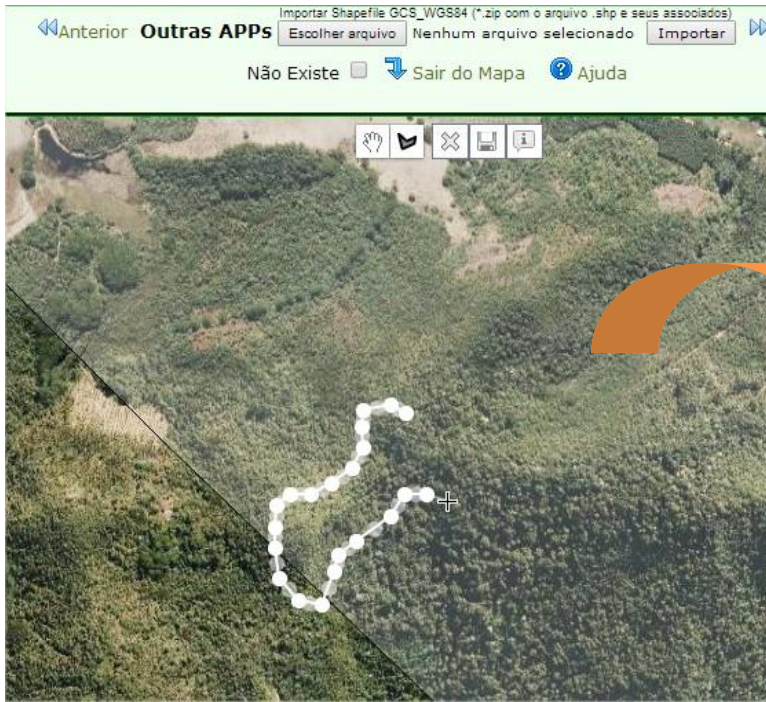 Importar Shapefile GCS_WGS84 (*.zip com o arquivo .shp e seus associados)
Anterior Outras APPs Escolher arquivo Nenhum arquivo selecionado Importar
Não Existe Sair do Mapa ? Ajuda
i